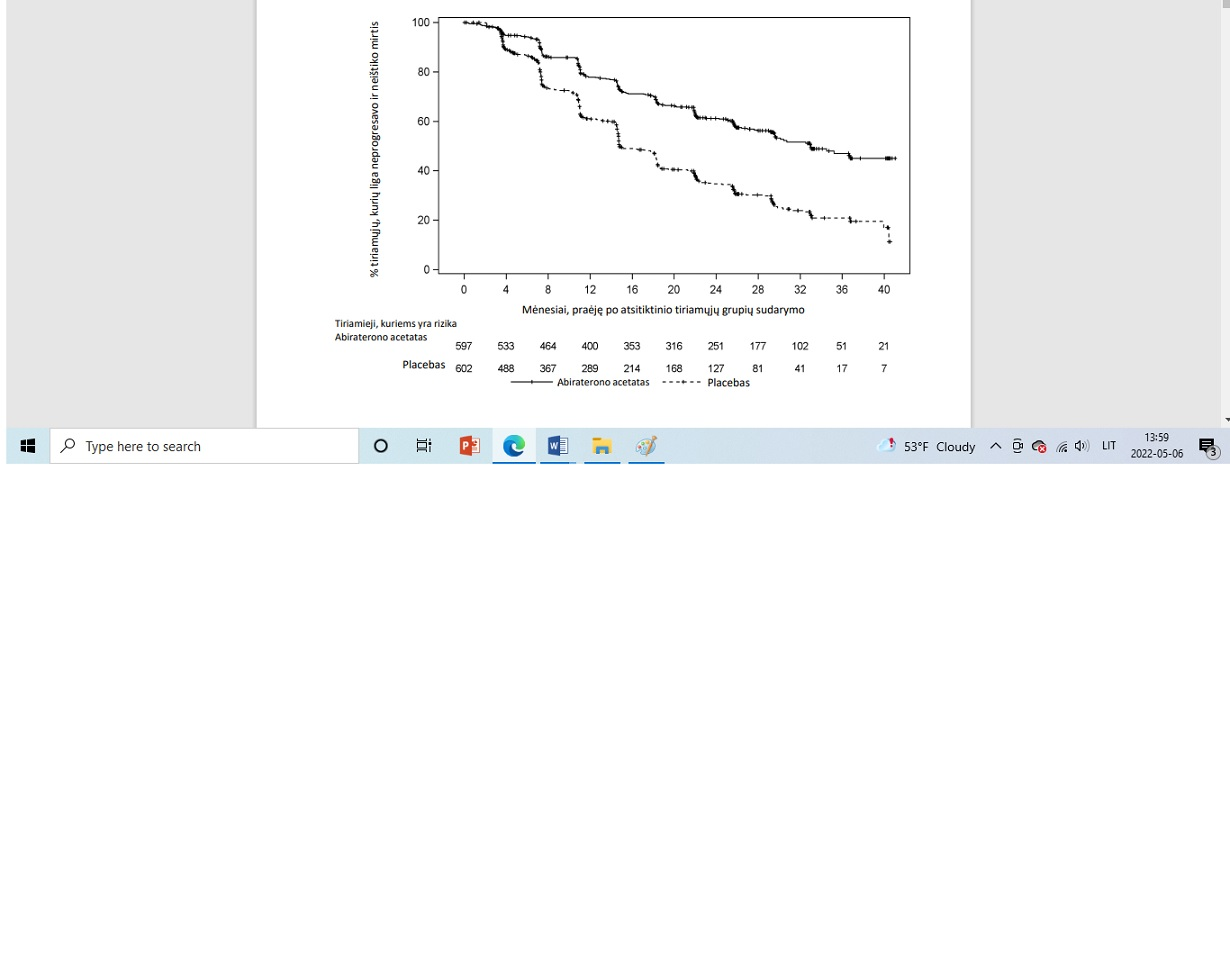 % tiriamųjų, kurių liga neprogresavo ir neištiko mirtis
100
80
60
40
20
0
0 4 8 12 16 20 24 28 32 36 40
Mėnesiai, praėję po atsitiktinio tiriamųjų grupių sudarymo
Tiriamieji, kuriems yra rizika
Abiraterono acetatas
597 533 464 400 353 316 251 177 102 51 21
Placebas 602 488 367 289 214 168 127 81 41 17 7
Abiraterono acetatas Placebas
Type here to search
53°F Cloudy
LIT
13:59
2022-05-06
3